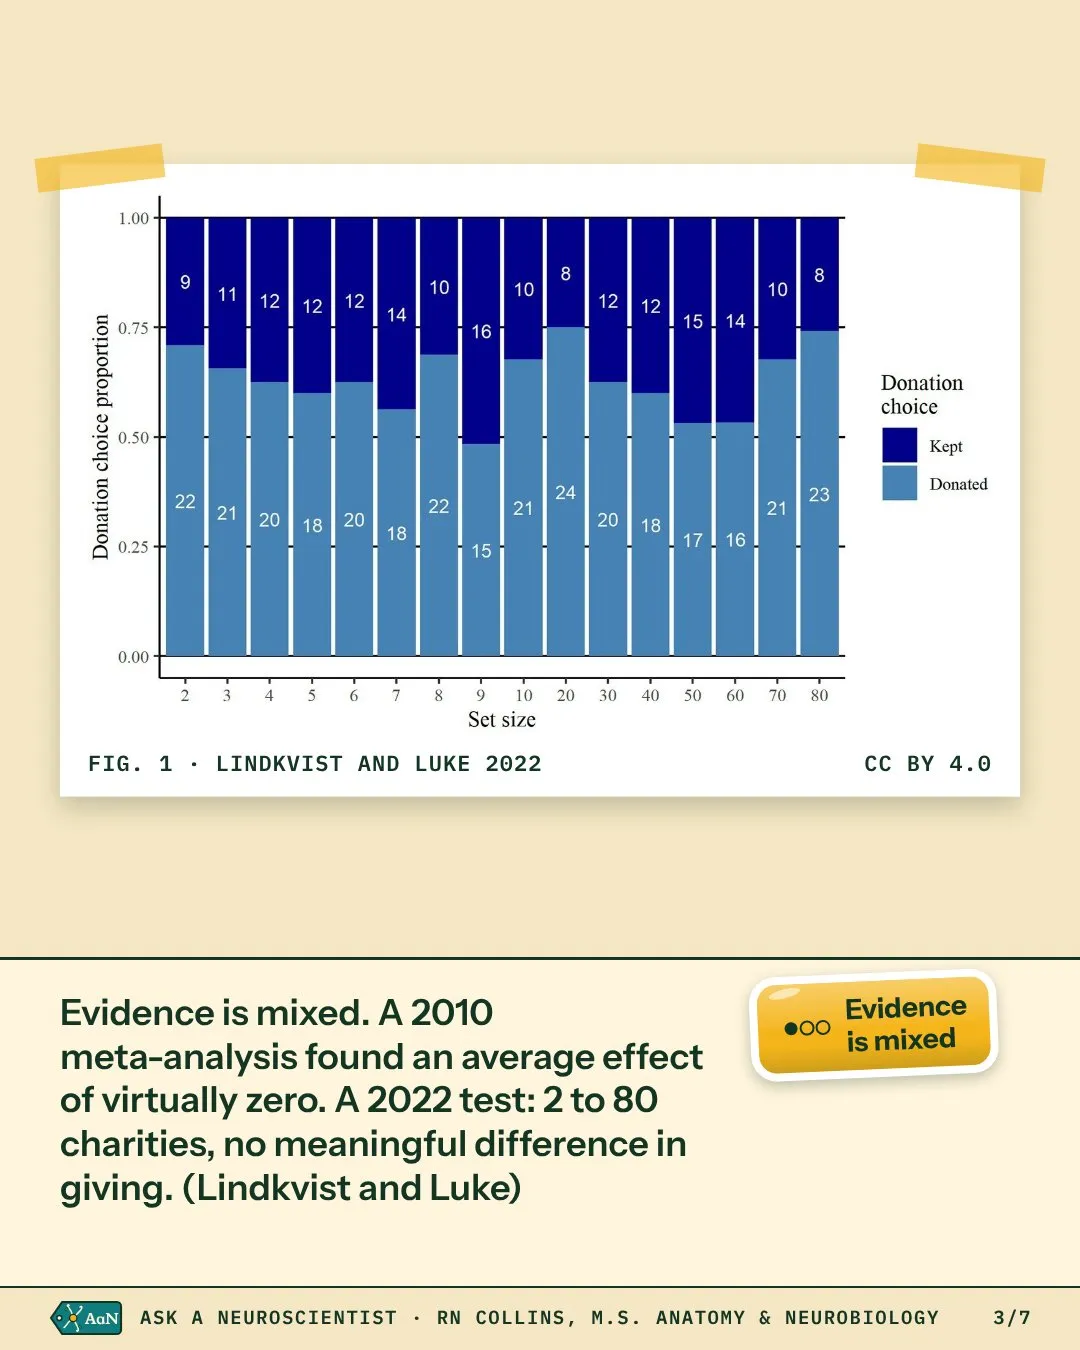 1.00
0.75
0.50
0.25
0.00
Donation choice proportion
9 11 12 12 12 14 10 16 10 8 12 12 15 14 10 8
22 21 20 18 20 18 22 15 21 24 20 18 17 16 21 23
2 3 4 5 6 7 8 9 10 20 30 40 50 60 70 80
Set size
Donation
choice
Kept
Donated
FIG. 1 · LINDKVIST AND LUKE 2022
CC BY 4.0
Evidence is mixed. A 2010
meta-analysis found an average effect
of virtually zero. A 2022 test: 2 to 80
charities, no meaningful difference in
giving. (Lindkvist and Luke)
Evidence
is mixed
AaN
ASK A NEUROSCIENTIST · RN COLLINS, M.S. ANATOMY & NEUROBIOLOGY
3/7